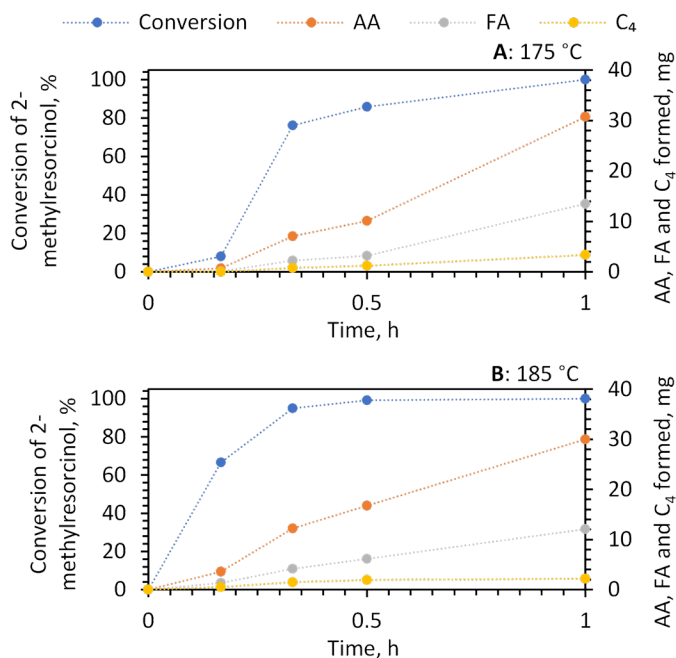 Conversion AA FA C₄
A: 175 °C
Conversion of 2-
methylresorcinol, %
100
80
60
40
20
0
40
30
20
10
0
AA, FA and C₄ formed, mg
0 0.5 1
Time, h
B: 185 °C
Conversion of 2-
methylresorcinol, %
100
80
60
40
20
0
40
30
20
10
0
AA, FA and C₄ formed, mg
0 0.5 1
Time, h